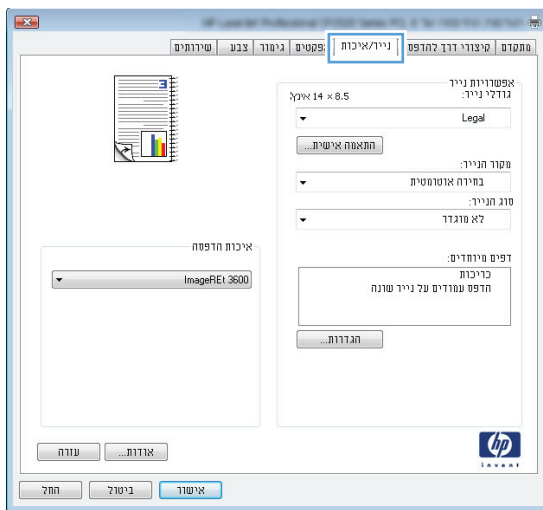 מתקדם
קיצורי דרך להדפסה
נייר/איכות
אפקטים
גימור
צבע
שירותים
אפשרויות נייר
גודלי נייר:
8.5 × 14 אינץ'
Legal
התאמה אישית...
מקור הנייר:
בחירה אוטומטית
סוג הנייר:
לא מוגדר
דפים מיוחדים:
כריכות
הדפס עמודים על נייר שונה
הגדרות...
איכות הדפסה
ImageREt 3600
hp
invent
אודות...
עזרה
אישור
ביטול
החל